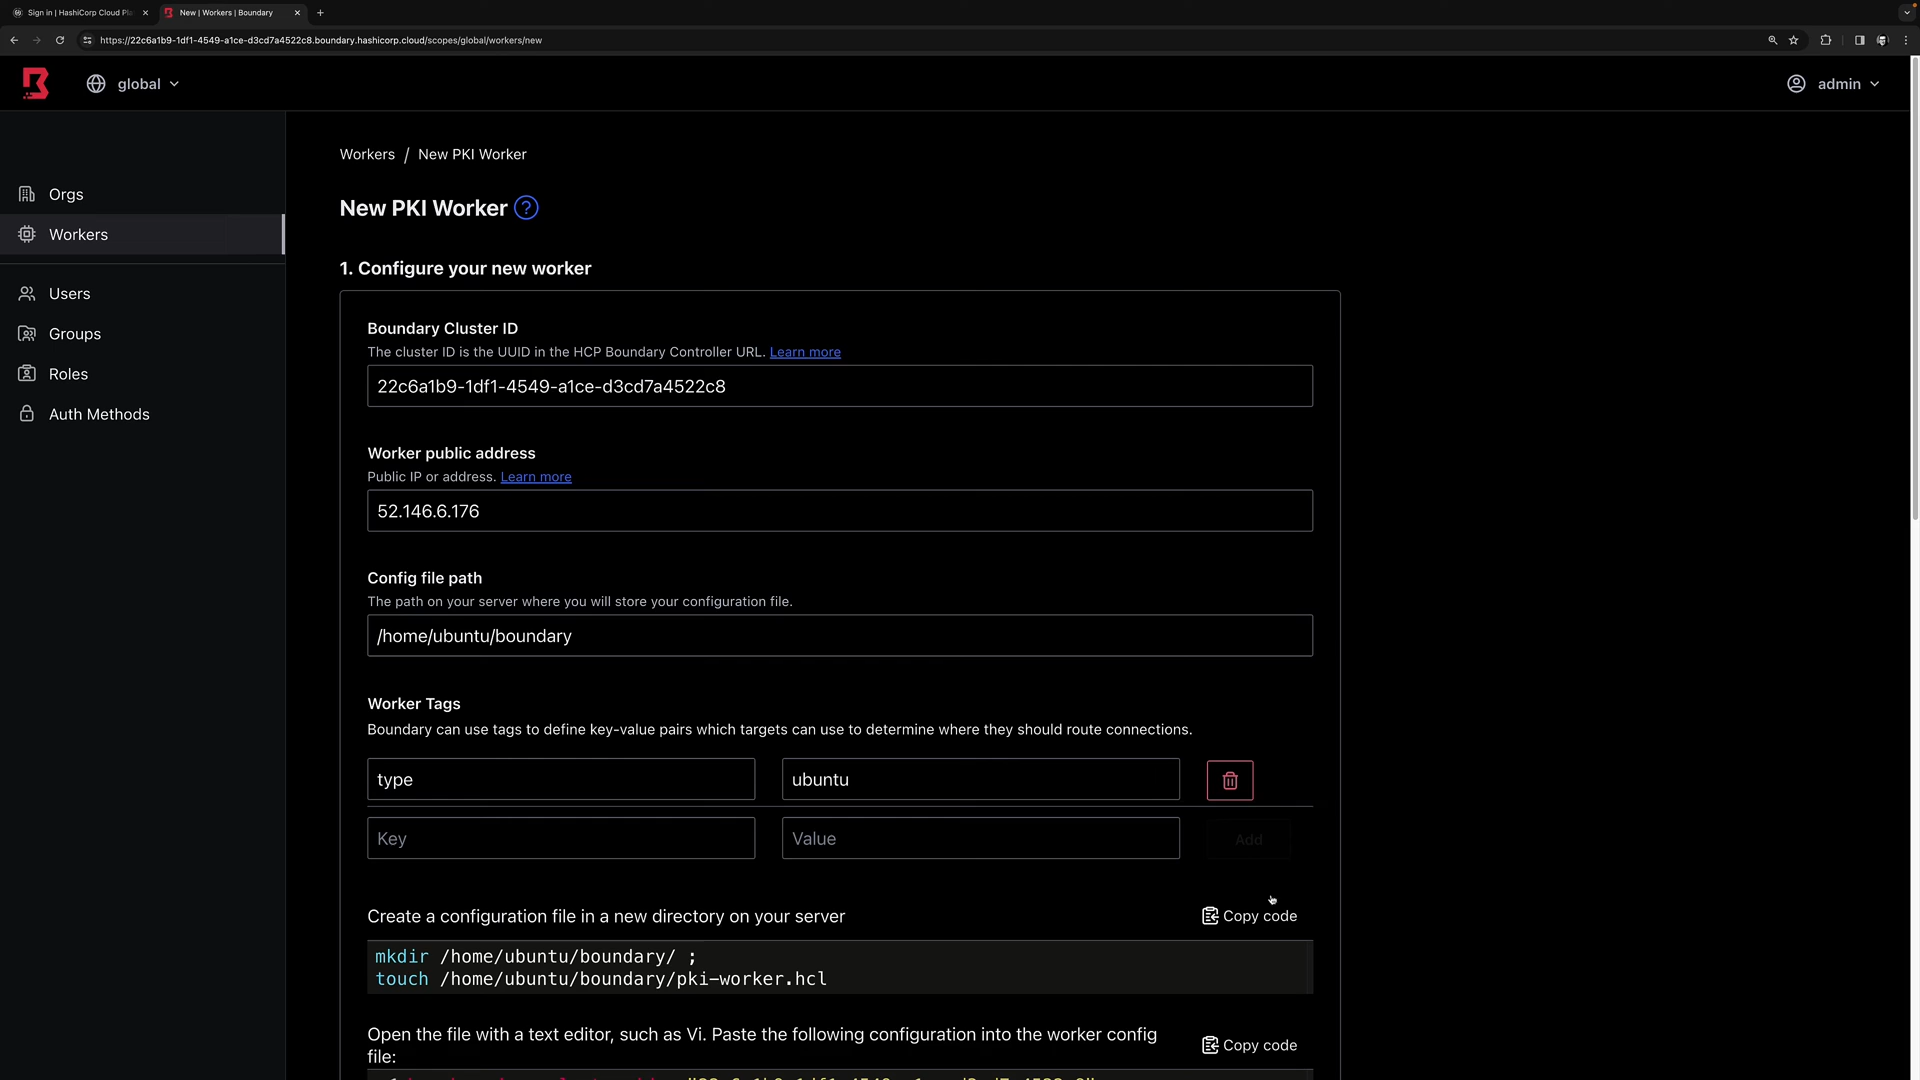 Sign in | HashiCorp Cloud Pla
New | Workers | Boundary
https://22c6a1b9-1df1-4549-a1ce-d3cd7a4522c8.boundary.hashicorp.cloud/scopes/global/workers/new
global
admin
Orgs
Workers
Users
Groups
Roles
Auth Methods
Workers / New PKI Worker
New PKI Worker
1. Configure your new worker
Boundary Cluster ID
The cluster ID is the UUID in the HCP Boundary Controller URL. Learn more
22c6a1b9-1df1-4549-a1ce-d3cd7a4522c8
Worker public address
Public IP or address. Learn more
52.146.6.176
Config file path
The path on your server where you will store your configuration file.
/home/ubuntu/boundary
Worker Tags
Boundary can use tags to define key-value pairs which targets can use to determine where they should route connections.
type ubuntu
Key Value Add
Create a configuration file in a new directory on your server Copy code
mkdir /home/ubuntu/boundary/ ;
touch /home/ubuntu/boundary/pki-worker.hcl
Open the file with a text editor, such as Vi. Paste the following configuration into the worker config
file:
Copy code